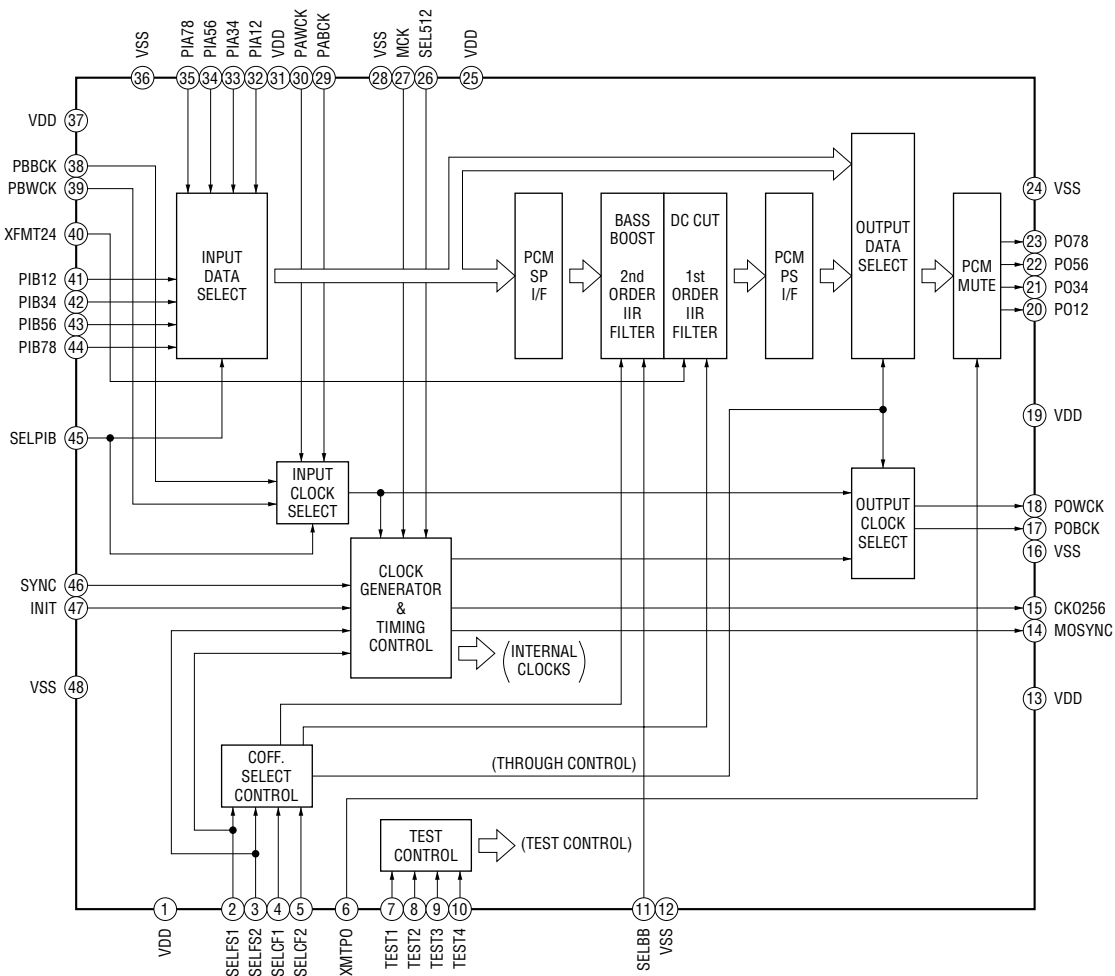 VSS
PIA78
PIA56
PIA34
PIA12
VDD
PAWCK
PABCK
VSS
MCK
SEL512
VDD
36
35
34
33
32
31
30
29
28
27
26
25
VDD 37
PBBCK 38
PBWCK 39
XFMT24 40
PIB12 41
PIB34 42
PIB56 43
PIB78 44
SELPIB 45
SYNC 46
INIT 47
VSS 48
INPUT
DATA
SELECT
PCM
SP
I/F
BASS
BOOST
2nd
ORDER
IIR
FILTER
DC CUT
1st
ORDER
IIR
FILTER
PCM
PS
I/F
OUTPUT
DATA
SELECT
PCM
MUTE
24 VSS
23 PO78
22 PO56
21 PO34
20 PO12
19 VDD
18 POWCK
17 POBCK
16 VSS
15 CKO256
14 MOSYNC
13 VDD
INPUT
CLOCK
SELECT
OUTPUT
CLOCK
SELECT
CLOCK
GENERATOR
&
TIMING
CONTROL
(INTERNAL
CLOCKS)
COFF.
SELECT
CONTROL
(THROUGH CONTROL)
TEST
CONTROL
(TEST CONTROL)
1
2
3
4
5
6
7
8
9
10
11
12
VDD
SELFS1
SELFS2
SELCF1
SELCF2
XMTPO
TEST1
TEST2
TEST3
TEST4
SELBB
VSS